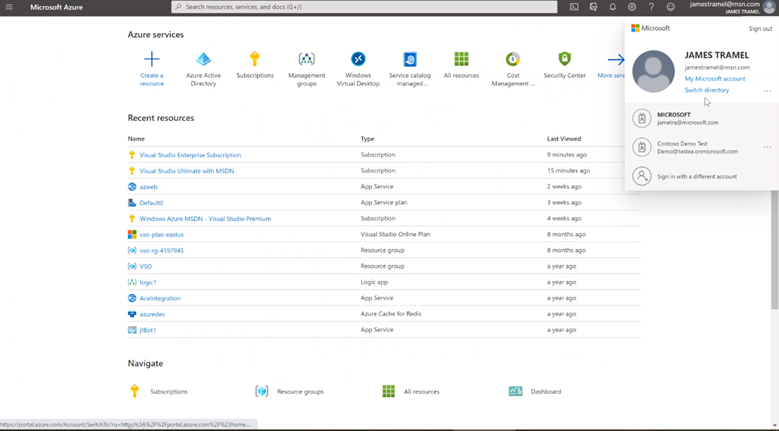 Microsoft Azure
Search resources, services, and docs (G+/)
jamestramel@msn.com
JAMES TRAMEL
Microsoft
Sign out
JAMES TRAMEL
jamestramel@msn.com
My Microsoft account
Switch directory
...
MICROSOFT
jametra@microsoft.com
Contoso Demo Test
Demo@testea.onmicrosoft.com
...
Sign in with a different account
Azure services
Create a resource
Azure Active Directory
Subscriptions
Management groups
Windows Virtual Desktop
Service catalog managed...
All resources
Cost Management ...
Security Center
More serv
Recent resources
Name Type Last Viewed
Visual Studio Enterprise Subscription Subscription 9 minutes ago
Visual Studio Ultimate with MSDN Subscription 15 minutes ago
azweb App Service 2 weeks ago
Default0 App Service plan 3 weeks ago
Windows Azure MSDN - Visual Studio Premium Subscription 4 weeks ago
vso-plan-eastus Visual Studio Online Plan 8 months ago
vso-rg-4597945 Resource group 8 months ago
VSO Resource group a year ago
logic1 Logic app a year ago
AceIntegration App Service a year ago
azuredev Azure Cache for Redis a year ago
jtBot1 App Service a year ago
Navigate
Subscriptions
Resource groups
All resources
Dashboard
https://portal.azure.com/Account/SwitchTo?ru=https%3A%2F%2Fportal.azure.com%2F%23home...